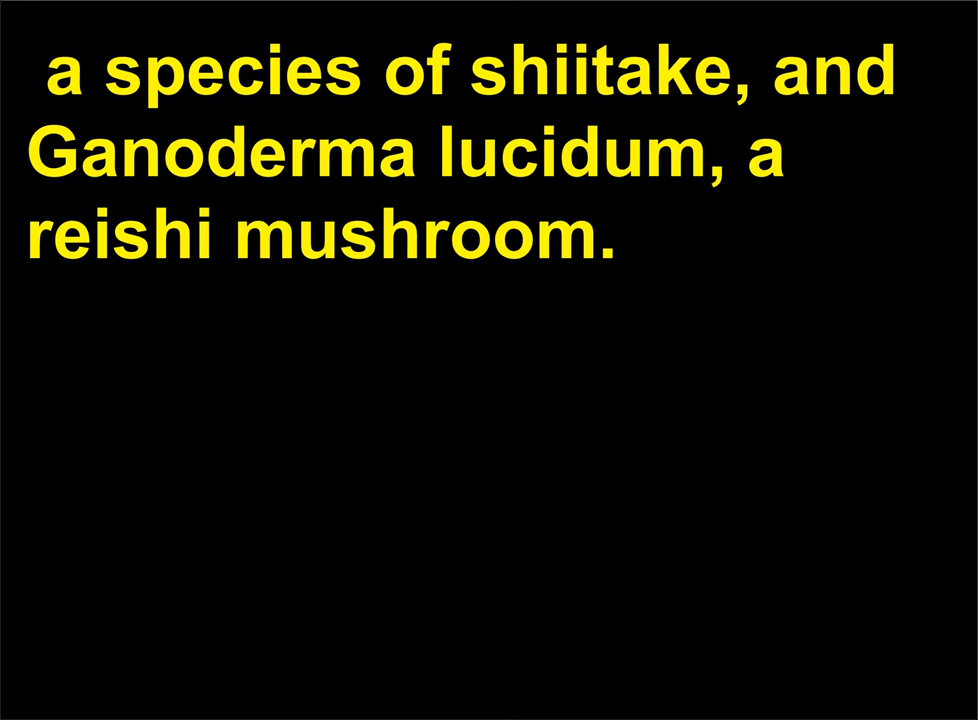 a species of shiitake, and
Ganoderma lucidum, a
reishi mushroom.